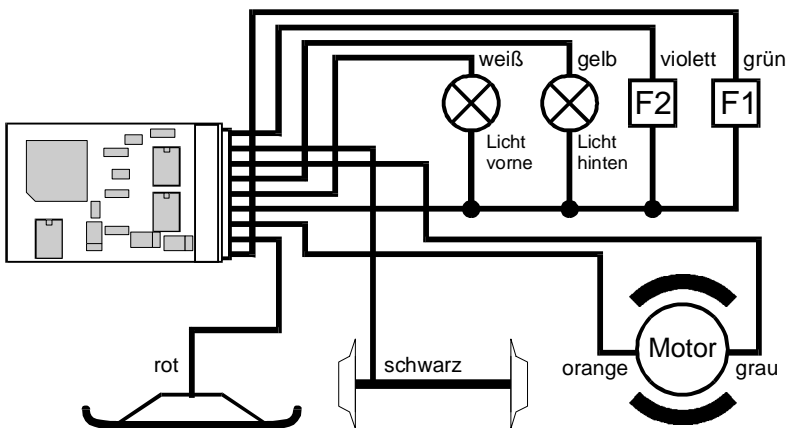 weiß
gelb
violett
grün
F2
F1
Licht
vorne
Licht
hinten
rot
schwarz
orange
Motor
grau